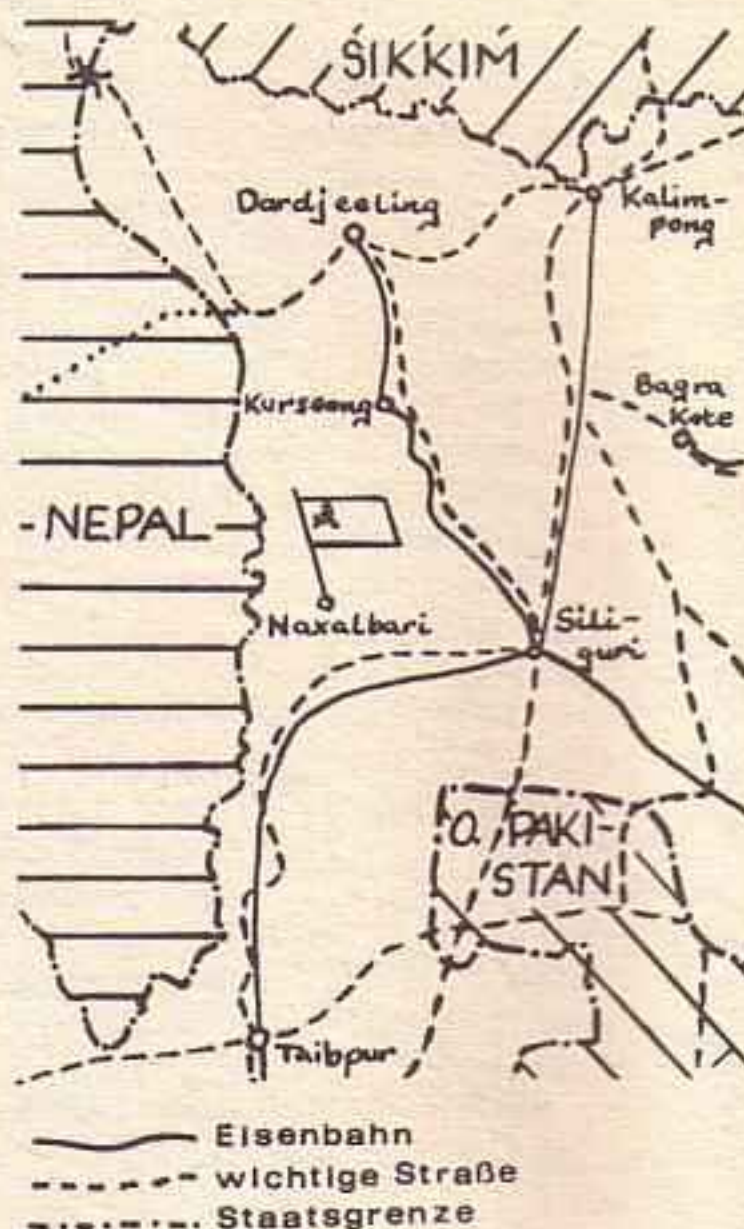 SIKKIM
Dardjeeling
Kalim-
pong
Kurseong
Bagra
Kote
NEPAL
Naxalbari
Sili-
guri
O. PAKI-
STAN
Taibpur
Eisenbahn
wichtige Straße
Staatsgrenze